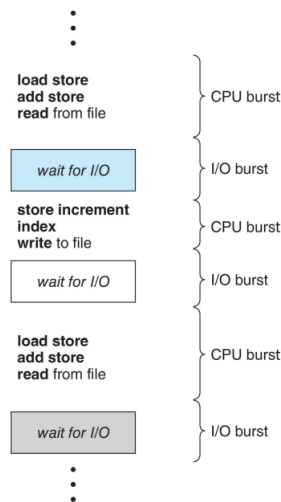 load store
add store
read from file
CPU burst
wait for I/O
I/O burst
store increment
index
write to file
CPU burst
wait for I/O
I/O burst
load store
add store
read from file
CPU burst
wait for I/O
I/O burst